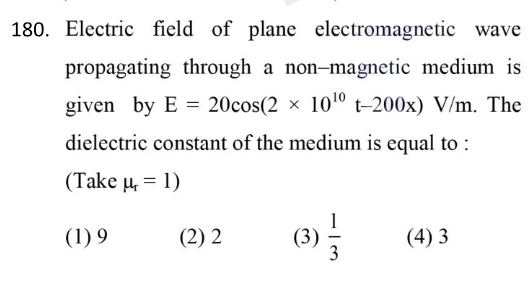 180. Electric field of plane electromagnetic wave
propagating through a non–magnetic medium is
given by E = 20cos(2 × 10¹⁰ t–200x) V/m. The
dielectric constant of the medium is equal to :
(Take μᵣ = 1)
(1) 9 (2) 2 (3) 1/3 (4) 3